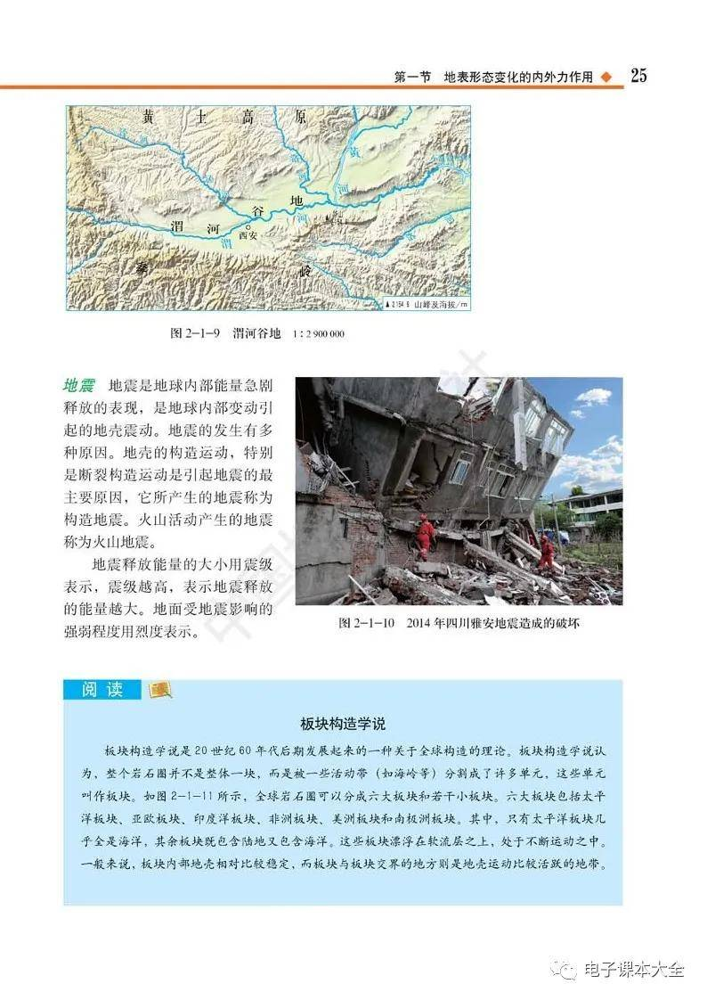 第一节 地表形态变化的内外力作用 ◆ 25
黄 土 高 原
泾 河
洛 河
黄 河
渭 河 谷 地
西安
渭 河
秦 岭
▲2154.9 山峰及海拔/m
图 2-1-9 渭河谷地 1:2 900 000
地震 地震是地球内部能量急剧
释放的表现，是地球内部变动引
起的地壳震动。地震的发生有多
种原因。地壳的构造运动，特别
是断裂构造运动是引起地震的最
主要原因，它所产生的地震称为
构造地震。火山活动产生的地震
称为火山地震。
地震释放能量的大小用震级
表示，震级越高，表示地震释放
的能量越大。地面受地震影响的
强弱程度用烈度表示。
图 2-1-10 2014 年四川雅安地震造成的破坏
阅 读
板块构造学说
板块构造学说是 20 世纪 60 年代后期发展起来的一种关于全球构造的理论。板块构造学说认
为，整个岩石圈并不是整体一块，而是被一些活动带（如海岭等）分割成了许多单元，这些单元
叫作板块。如图 2-1-11 所示，全球岩石圈可以分成六大板块和若干小板块。六大板块包括太平
洋板块、亚欧板块、印度洋板块、非洲板块、美洲板块和南极洲板块。其中，只有太平洋板块几
乎全是海洋，其余板块既包含陆地又包含海洋。这些板块漂浮在软流层之上，处于不断运动之中。
一般来说，板块内部地壳相对比较稳定，而板块与板块交界的地方则是地壳运动比较活跃的地带。
电子课本大全